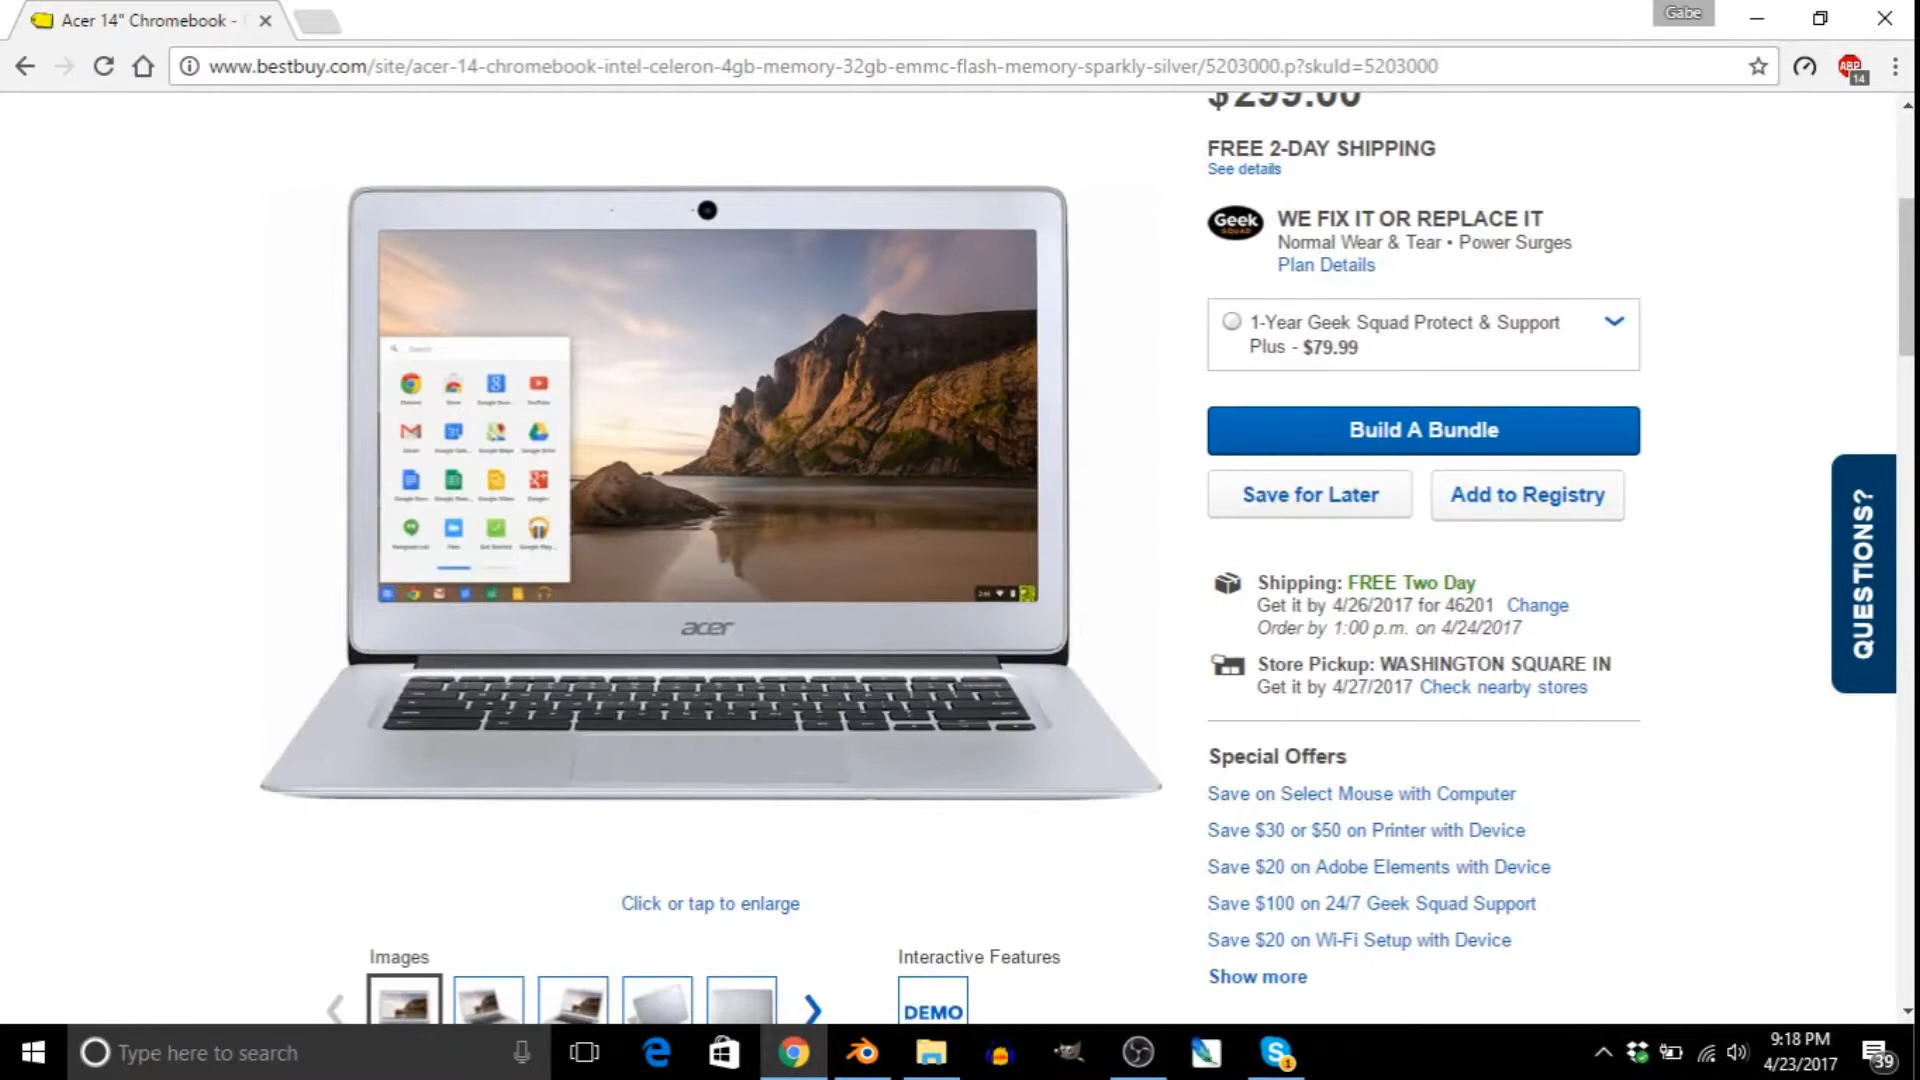 Acer 14" Chromebook -
Gabe
www.bestbuy.com/site/acer-14-chromebook-intel-celeron-4gb-memory-32gb-emmc-flash-memory-sparkly-silver/5203000.p?skuId=5203000
ABP
14
$299.00
FREE 2-DAY SHIPPING
See details
Geek
SQUAD
WE FIX IT OR REPLACE IT
Normal Wear & Tear • Power Surges
Plan Details
1-Year Geek Squad Protect & Support
Plus - $79.99
Build A Bundle
Save for Later
Add to Registry
QUESTIONS?
Shipping: FREE Two Day
Get it by 4/26/2017 for 46201 Change
Order by 1:00 p.m. on 4/24/2017
Store Pickup: WASHINGTON SQUARE IN
Get it by 4/27/2017 Check nearby stores
Special Offers
Save on Select Mouse with Computer
Save $30 or $50 on Printer with Device
Save $20 on Adobe Elements with Device
Save $100 on 24/7 Geek Squad Support
Save $20 on Wi-Fi Setup with Device
Show more
Search
acer
Click or tap to enlarge
Images
Interactive Features
DEMO
Type here to search
1
9:18 PM
4/23/2017
39